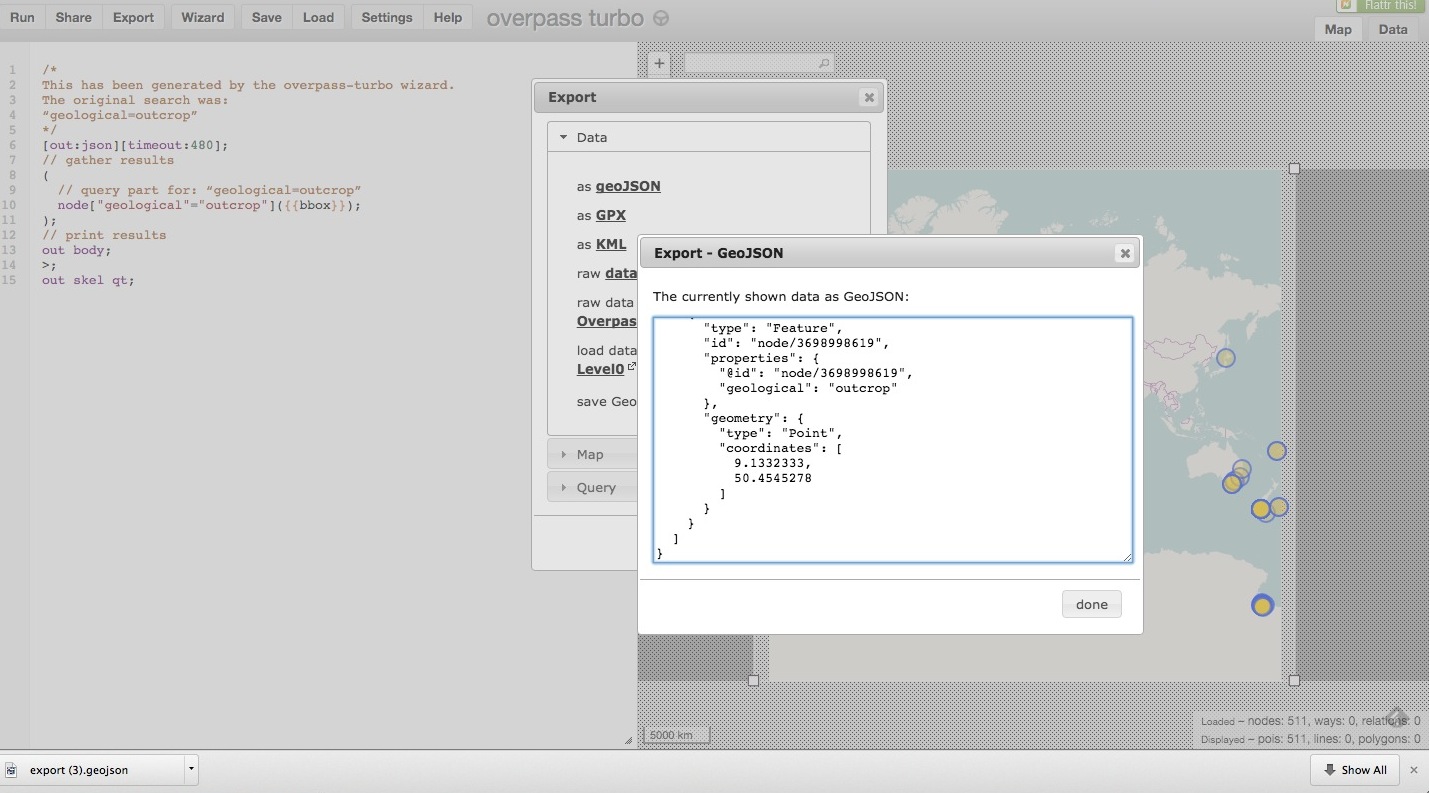 Run Share Export Wizard Save Load Settings Help overpass turbo
Flattr this!
Map Data
1 /*
2 This has been generated by the overpass-turbo wizard.
3 The original search was:
4 “geological=outcrop”
5 */
6 [out:json][timeout:480];
7 // gather results
8 (
9 // query part for: “geological=outcrop”
10 node["geological"="outcrop"]({{bbox}});
11 );
12 // print results
13 out body;
14 >;
15 out skel qt;
+
Export
Data
as geoJSON
as GPX
as KML
raw data
raw data
Overpas
load data
Level0
save Geo
Map
Query
Export - GeoJSON
The currently shown data as GeoJSON:
"type": "Feature",
"id": "node/3698998619",
"properties": {
"@id": "node/3698998619",
"geological": "outcrop"
},
"geometry": {
"type": "Point",
"coordinates": [
9.1332333,
50.4545278
]
}
}
]
}
done
5000 km
Loaded – nodes: 511, ways: 0, relations: 0
Displayed – pois: 511, lines: 0, polygons: 0
export (3).geojson
Show All